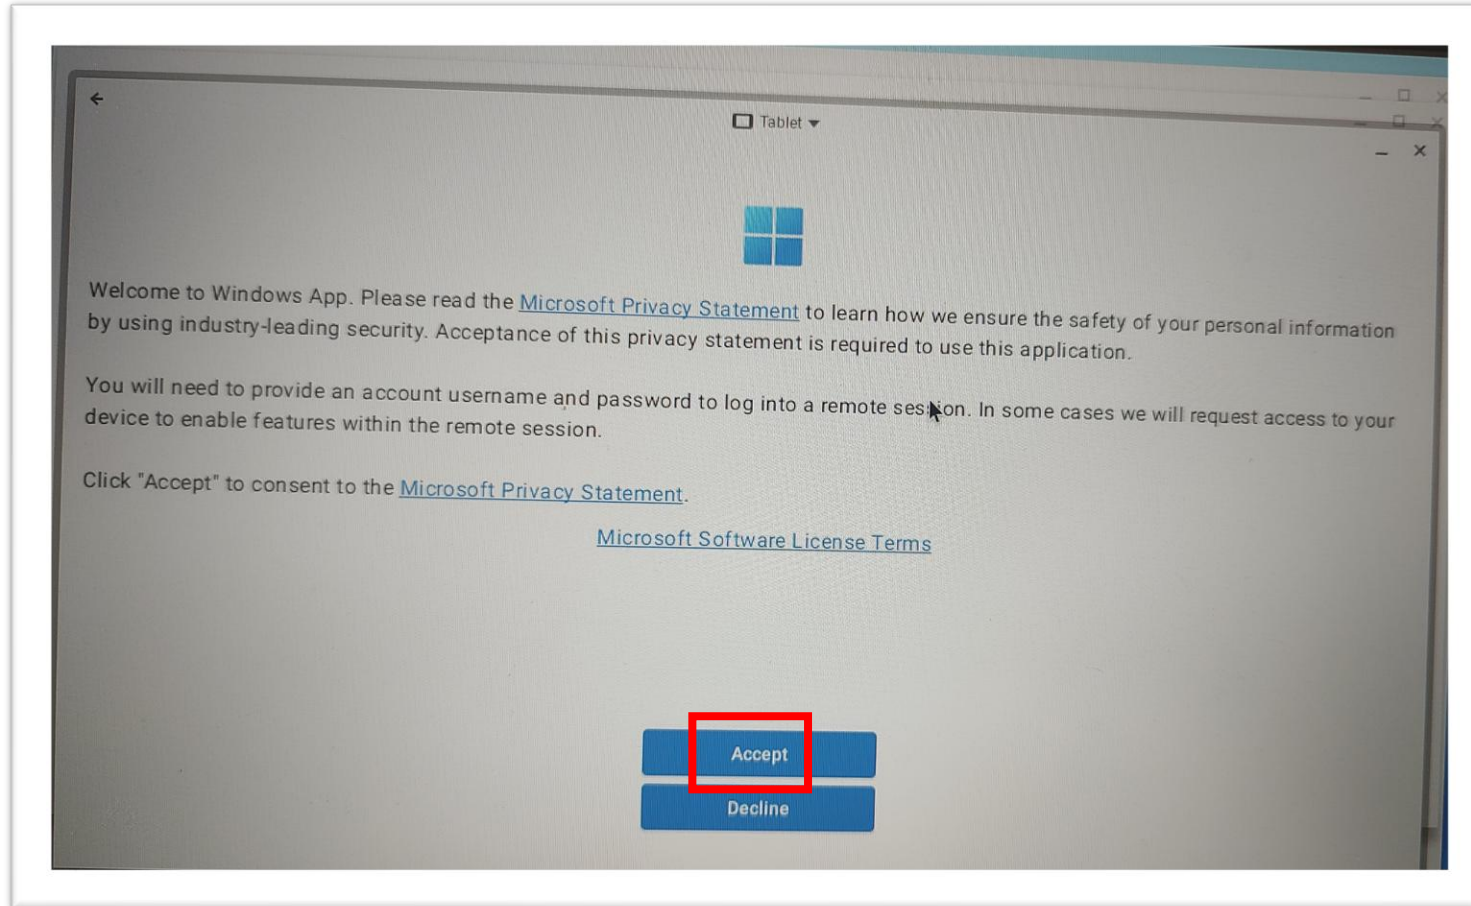 Tablet
Welcome to Windows App. Please read the Microsoft Privacy Statement to learn how we ensure the safety of your personal information
by using industry-leading security. Acceptance of this privacy statement is required to use this application.
You will need to provide an account username and password to log into a remote session. In some cases we will request access to your
device to enable features within the remote session.
Click "Accept" to consent to the Microsoft Privacy Statement.
Microsoft Software License Terms
Accept
Decline